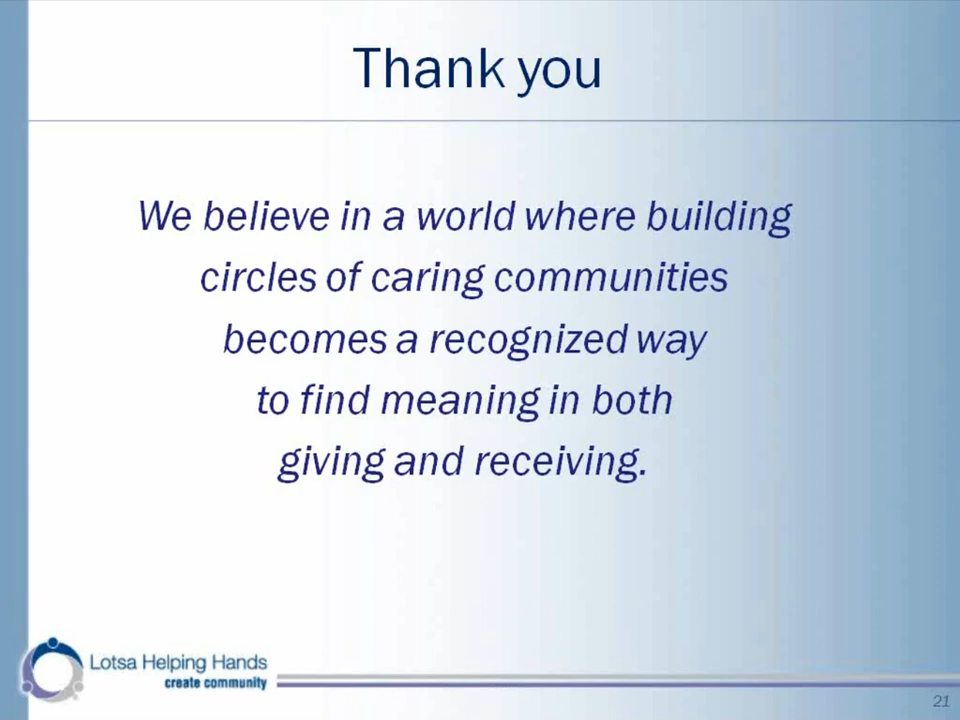 Thank you
We believe in a world where building
circles of caring communities
becomes a recognized way
to find meaning in both
giving and receiving.
Lotsa Helping Hands
create community
21